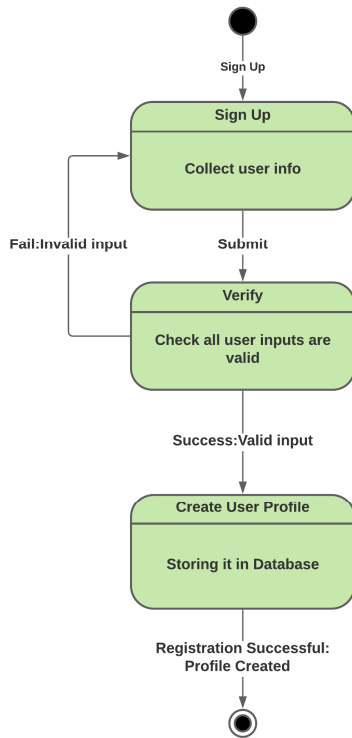 Sign Up
Sign Up
Collect user info
Fail:Invalid input
Submit
Verify
Check all user inputs are
valid
Success:Valid input
Create User Profile
Storing it in Database
Registration Successful:
Profile Created